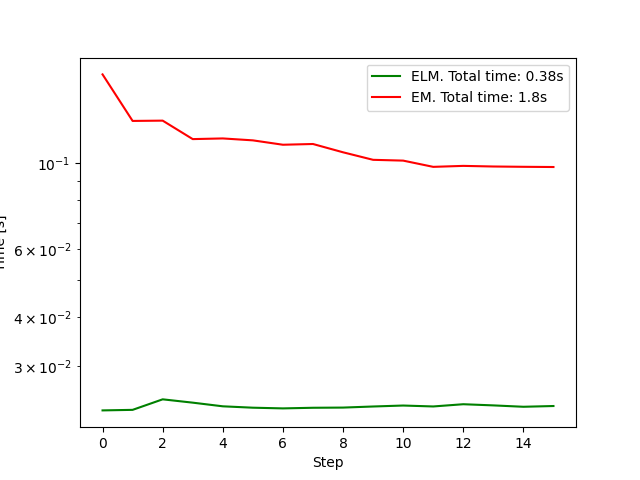 ELM. Total time: 0.38s
EM. Total time: 1.8s
10⁻¹
6 × 10⁻²
4 × 10⁻²
3 × 10⁻²
0 2 4 6 8 10 12 14
Step